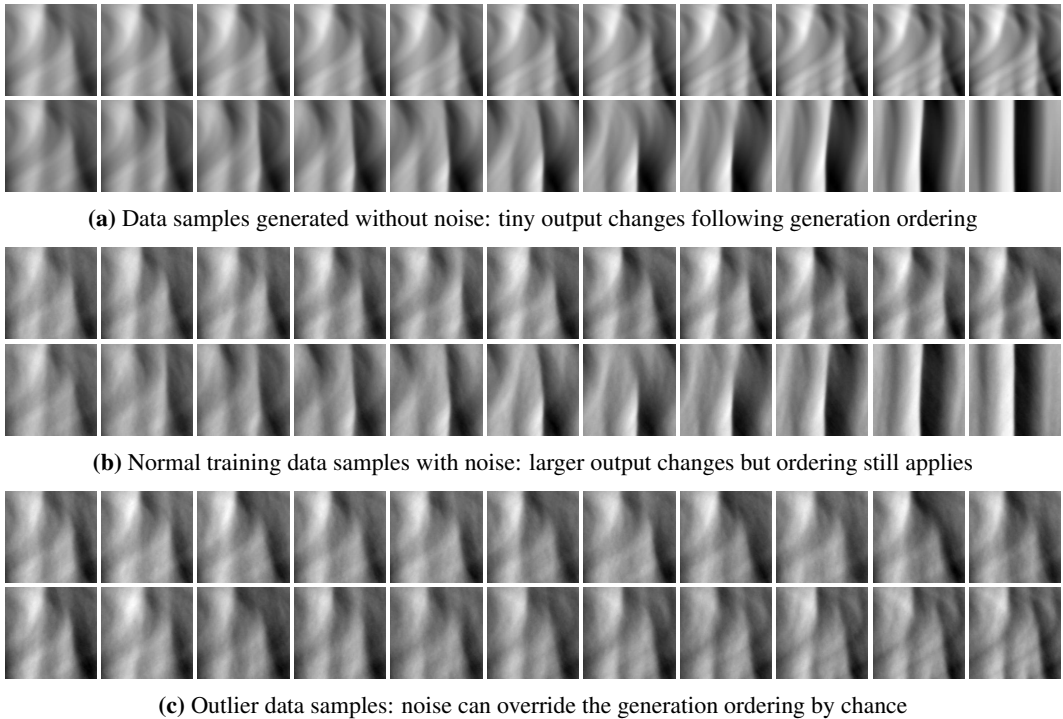 (a) Data samples generated without noise: tiny output changes following generation ordering
(b) Normal training data samples with noise: larger output changes but ordering still applies
(c) Outlier data samples: noise can override the generation ordering by chance